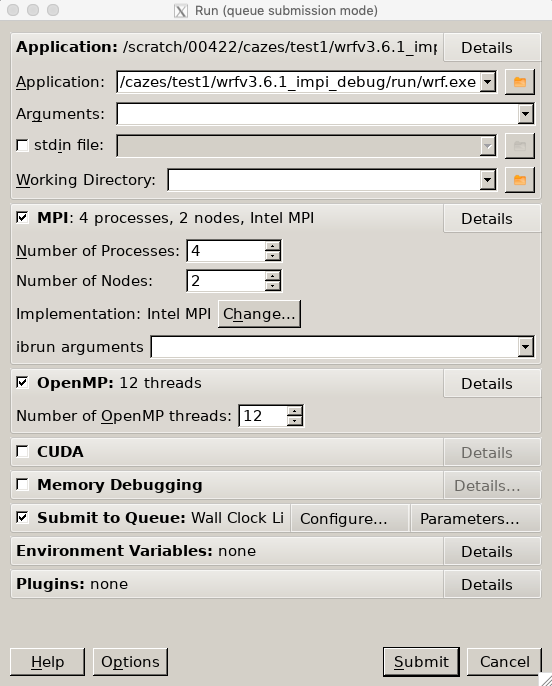 Run (queue submission mode)
Application: /scratch/00422/cazes/test1/wrfv3.6.1_imp Details
Application: /cazes/test1/wrfv3.6.1_impi_debug/run/wrf.exe
Arguments:
stdin file:
Working Directory:
MPI: 4 processes, 2 nodes, Intel MPI Details
Number of Processes: 4
Number of Nodes: 2
Implementation: Intel MPI Change...
ibrun arguments
OpenMP: 12 threads Details
Number of OpenMP threads: 12
CUDA Details
Memory Debugging Details...
Submit to Queue: Wall Clock Li Configure... Parameters...
Environment Variables: none Details
Plugins: none Details
Help Options Submit Cancel